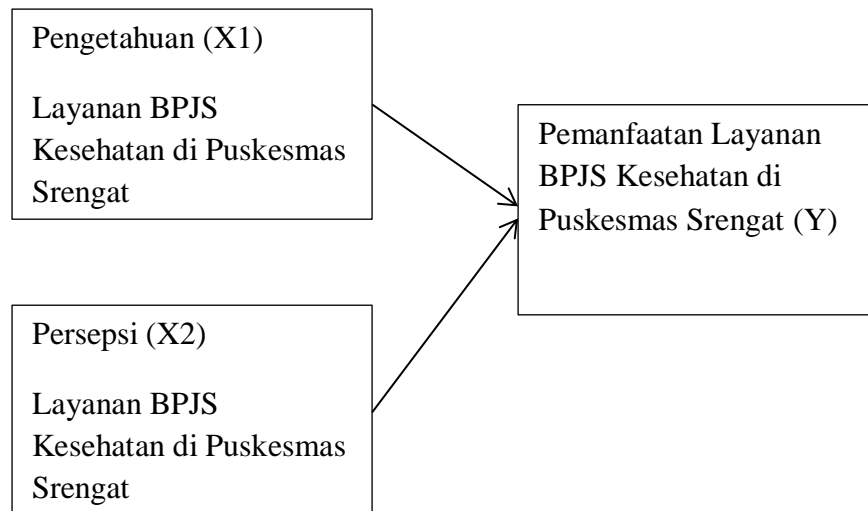 Pengetahuan (X1)
Layanan BPJS
Kesehatan di Puskesmas
Srengat
Pemanfaatan Layanan
BPJS Kesehatan di
Puskesmas Srengat (Y)
Persepsi (X2)
Layanan BPJS
Kesehatan di Puskesmas
Srengat